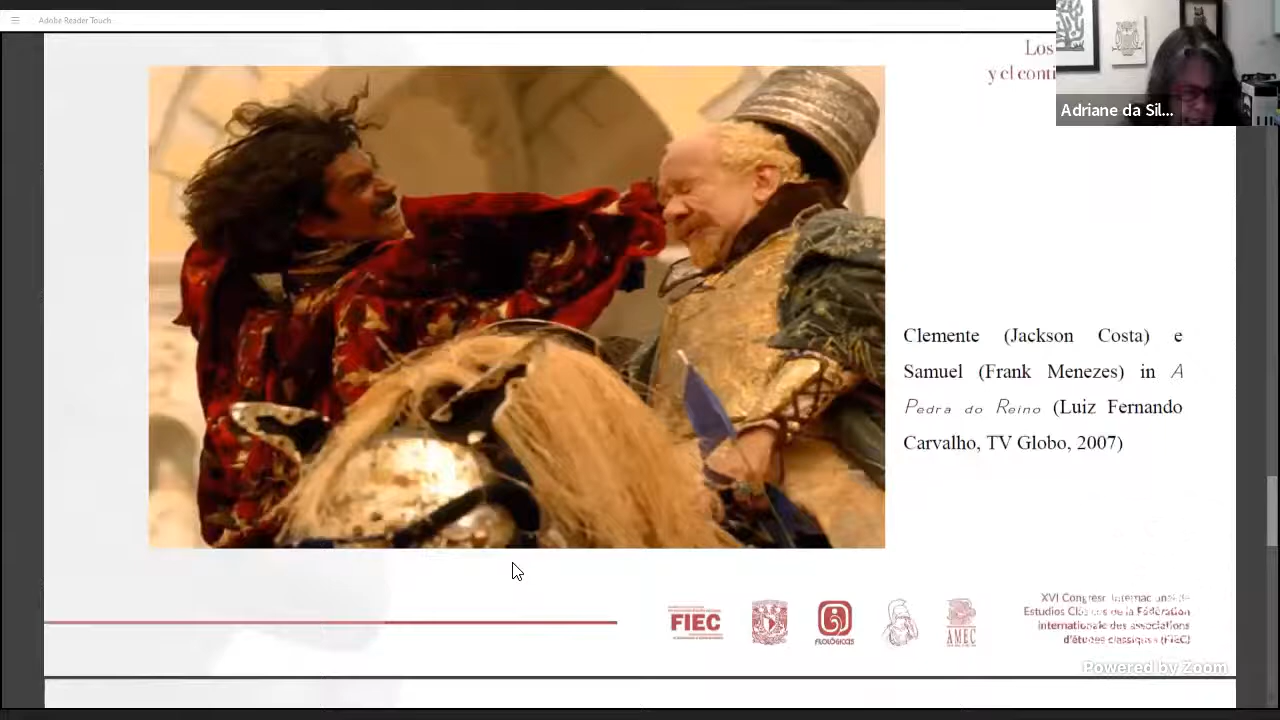 Adobe Reader Touch
Los
y el conti
Adriane da Sil...
Clemente (Jackson Costa) e
Samuel (Frank Menezes) in A
Pedra do Reino (Luiz Fernando
Carvalho, TV Globo, 2007)
FIEC
FILOLÓGICAS
AMEC
XVI Congreso Internacional de
Estudios Clásicos de la Fédération
internationale des associations
d'études classiques (FIEC)
Powered by Zoom